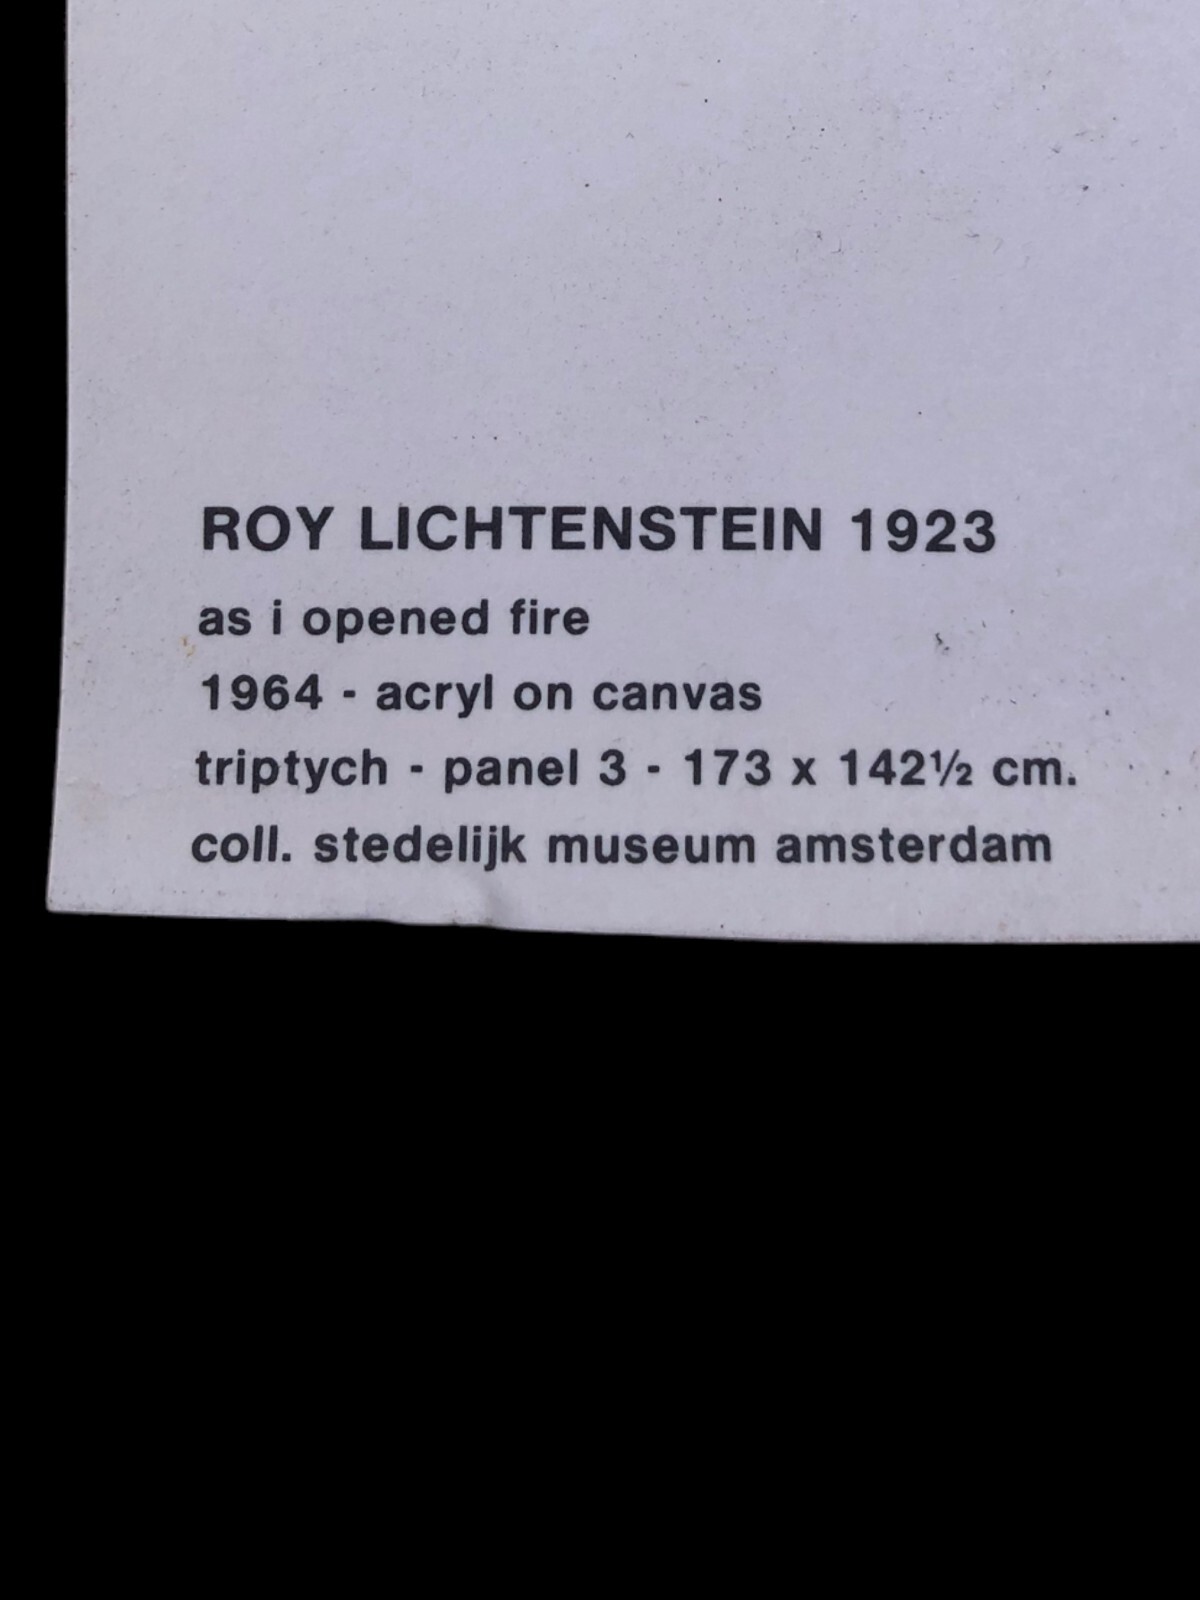 ROY LICHTENSTEIN 1923
as i opened fire
1964 - acryl on canvas
triptych - panel 3 - 173 x 142½ cm.
coll. stedelijk museum amsterdam